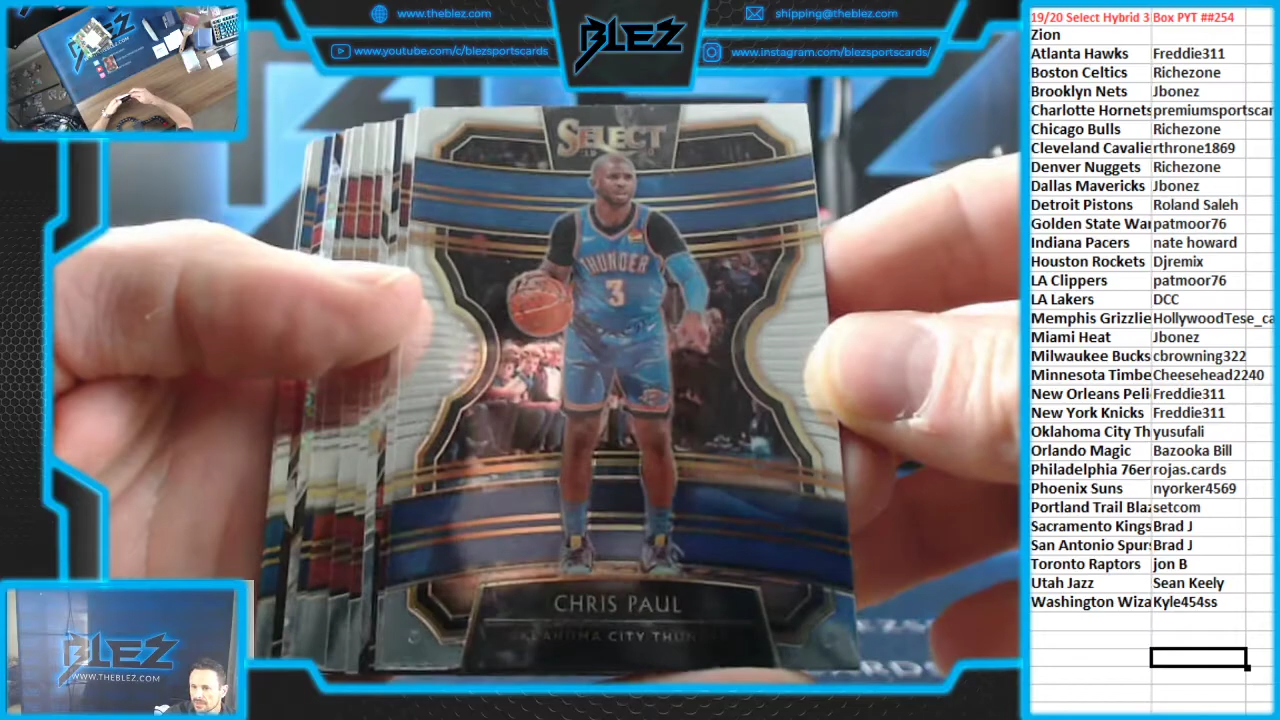 www.theblez.com
shipping@theblez.com
BLEZ
www.youtube.com/c/blezsportscards
www.instagram.com/blezsportscards/
SELECT
THUNDER
3
CHRIS PAUL
OKLAHOMA CITY THUN
BLEZ
WWW.THEBLEZ.COM
19/20 Select Hybrid 3 Box PYT ##254
Zion
Atlanta Hawks Freddie311
Boston Celtics Richezone
Brooklyn Nets Jbonez
Charlotte Hornets premiumsportscar
Chicago Bulls Richezone
Cleveland Cavalie rthrone1869
Denver Nuggets Richezone
Dallas Mavericks Jbonez
Detroit Pistons Roland Saleh
Golden State War patmoor76
Indiana Pacers nate howard
Houston Rockets Djremix
LA Clippers patmoor76
LA Lakers DCC
Memphis Grizzlie HollywoodTese_ca
Miami Heat Jbonez
Milwaukee Bucks cbrowning322
Minnesota Timbe Cheesehead2240
New Orleans Peli Freddie311
New York Knicks Freddie311
Oklahoma City Th yusufali
Orlando Magic Bazooka Bill
Philadelphia 76er rojas.cards
Phoenix Suns nyorker4569
Portland Trail Blaz setcom
Sacramento Kings Brad J
San Antonio Spurs Brad J
Toronto Raptors jon B
Utah Jazz Sean Keely
Washington Wiza Kyle454ss